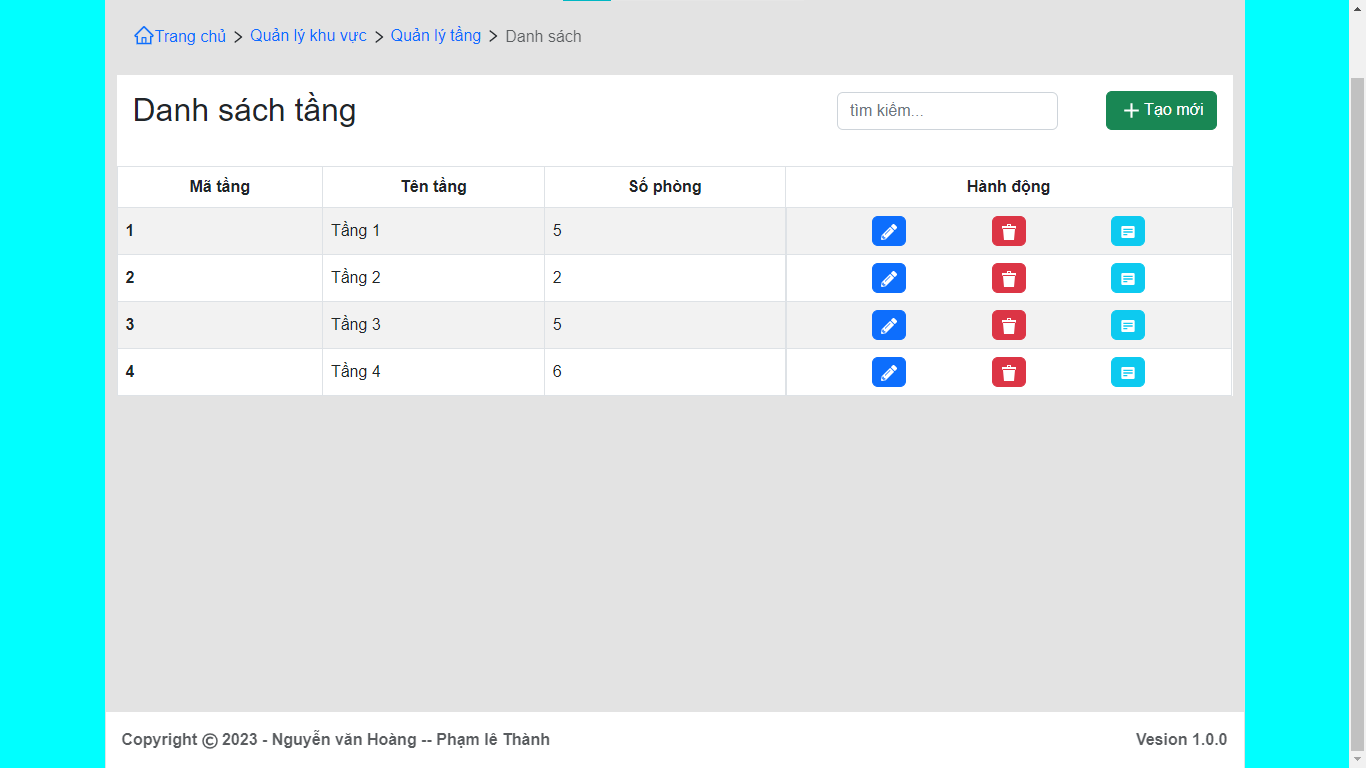 Trang chủ > Quản lý khu vực > Quản lý tầng > Danh sách
Danh sách tầng
tìm kiếm...
+ Tạo mới
Mã tầng Tên tầng Số phòng Hành động
1 Tầng 1 5
2 Tầng 2 2
3 Tầng 3 5
4 Tầng 4 6
Copyright © 2023 - Nguyễn văn Hoàng -- Phạm lê Thành
Vesion 1.0.0